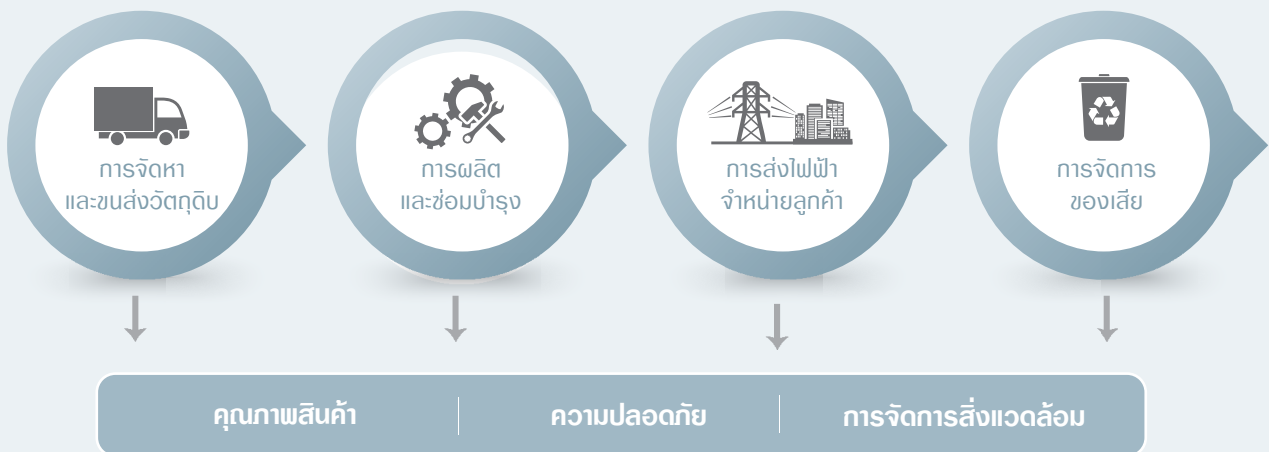 การจัดหา
และขนส่งวัตถุดิบ
การผลิต
และซ่อมบำรุง
การส่งไฟฟ้า
จำหน่ายลูกค้า
การจัดการ
ของเสีย
คุณภาพสินค้า
ความปลอดภัย
การจัดการสิ่งแวดล้อม